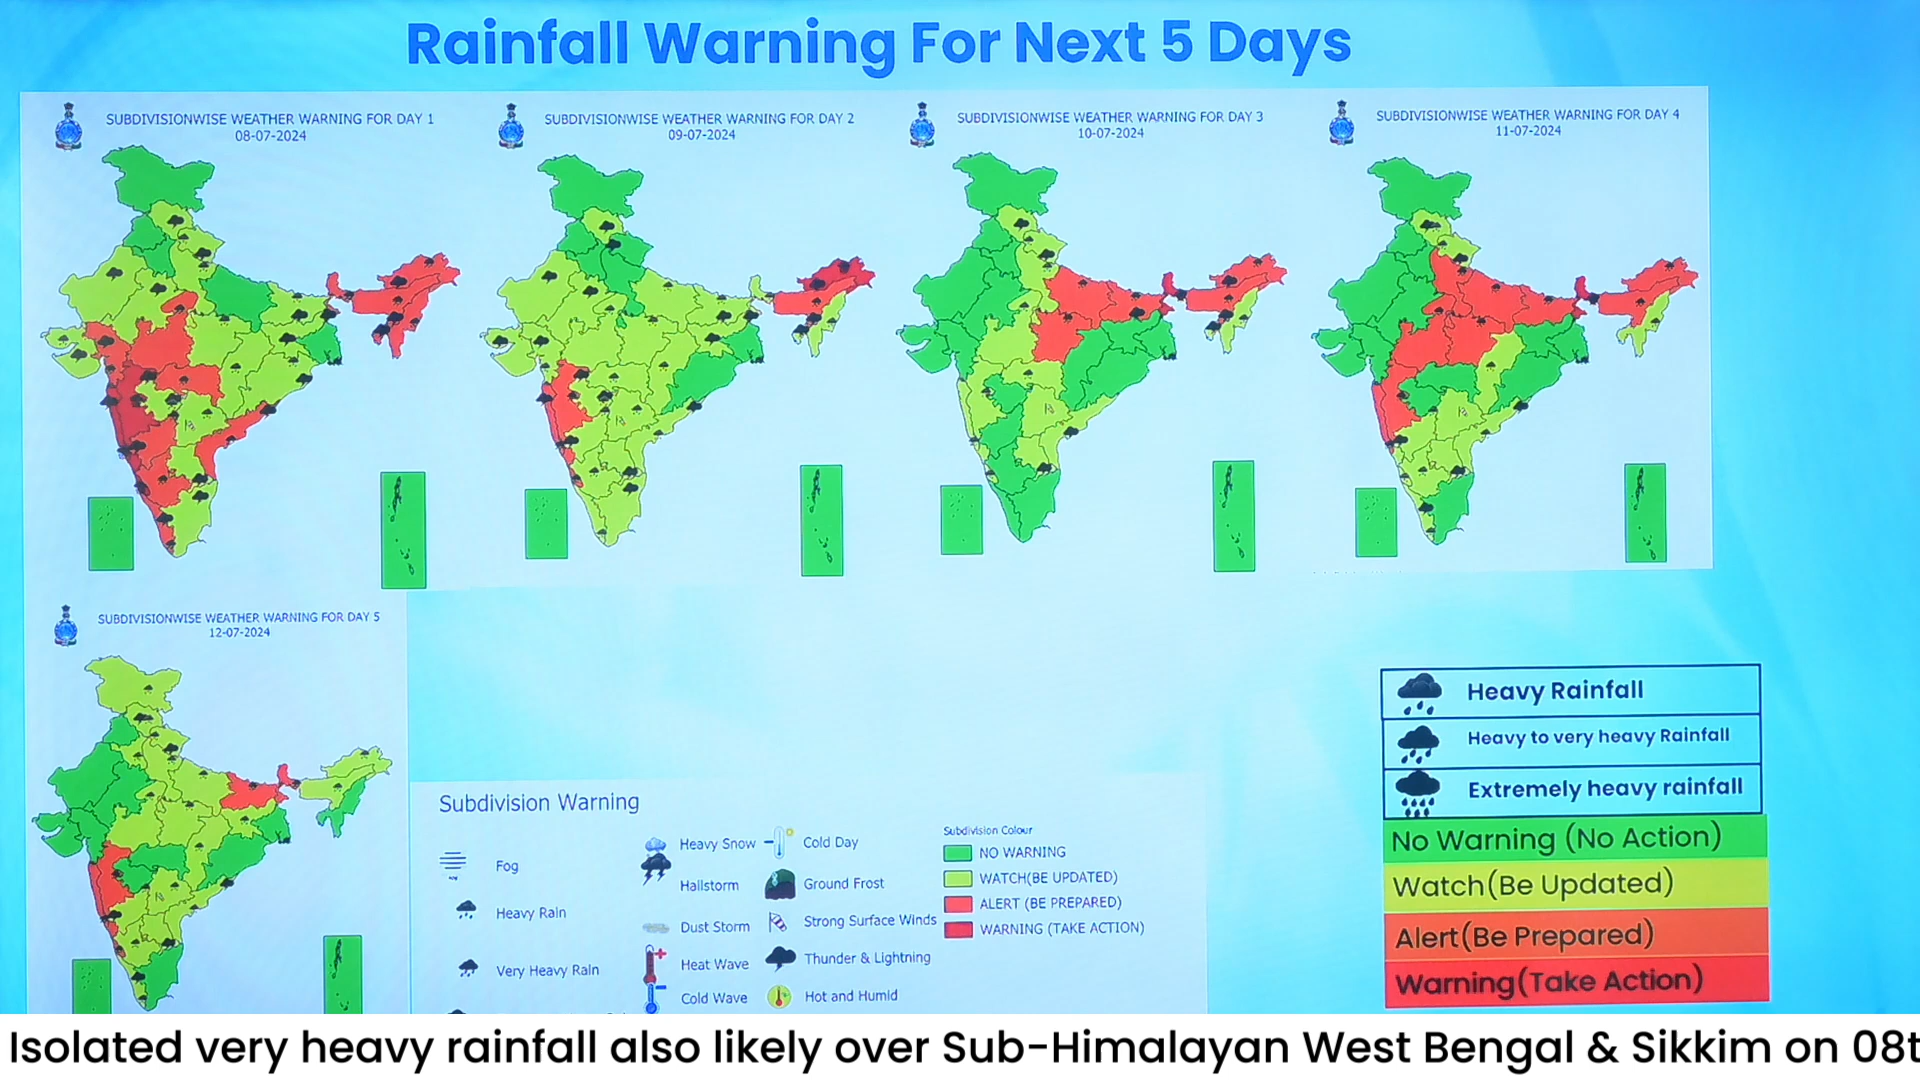 Rainfall Warning For Next 5 Days
SUBDIVISIONWISE WEATHER WARNING FOR DAY 1
08-07-2024
SUBDIVISIONWISE WEATHER WARNING FOR DAY 2
09-07-2024
SUBDIVISIONWISE WEATHER WARNING FOR DAY 3
10-07-2024
SUBDIVISIONWISE WEATHER WARNING FOR DAY 4
11-07-2024
SUBDIVISIONWISE WEATHER WARNING FOR DAY 5
12-07-2024
Subdivision Warning
Fog
Heavy Rain
Very Heavy Rain
Heavy Snow
Hailstorm
Dust Storm
Heat Wave
Cold Wave
Cold Day
Ground Frost
Strong Surface Winds
Thunder & Lightning
Hot and Humid
Subdivision Colour
NO WARNING
WATCH(BE UPDATED)
ALERT (BE PREPARED)
WARNING (TAKE ACTION)
Heavy Rainfall
Heavy to very heavy Rainfall
Extremely heavy rainfall
No Warning (No Action)
Watch(Be Updated)
Alert(Be Prepared)
Warning(Take Action)
Isolated very heavy rainfall also likely over Sub-Himalayan West Bengal & Sikkim on 08t